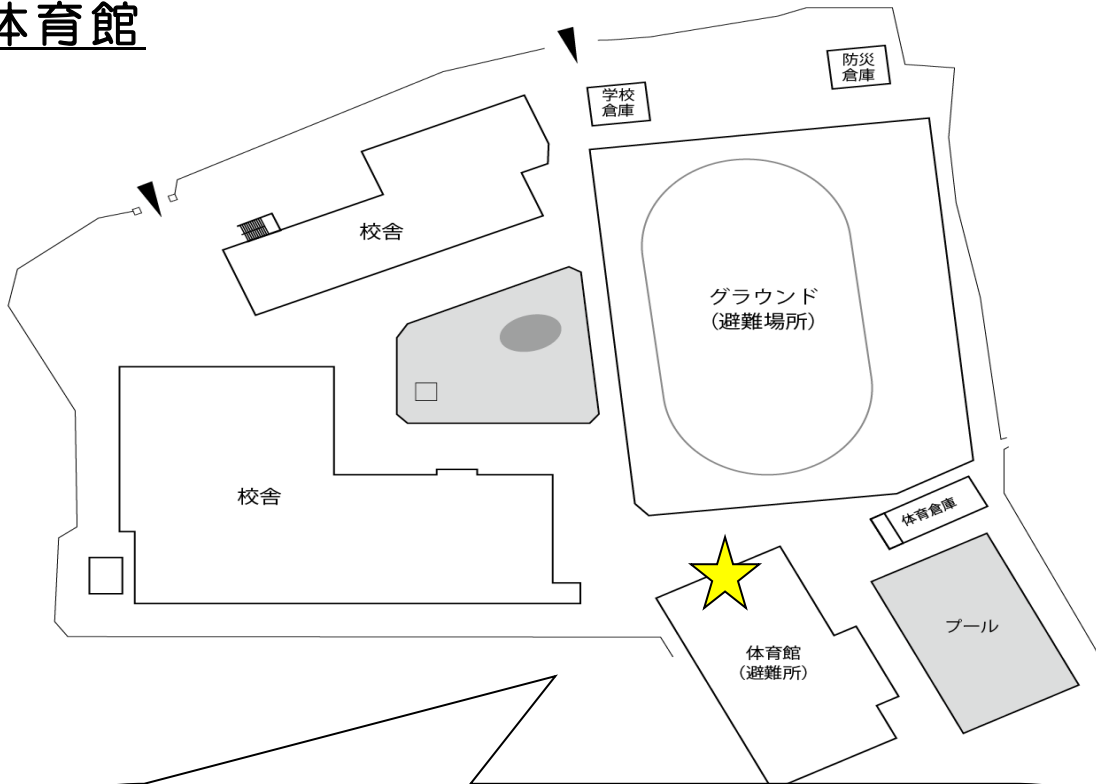 体育館
防災
倉庫
学校
倉庫
校舎
グラウンド
（避難場所）
校舎
体育倉庫
プール
体育館
（避難所）